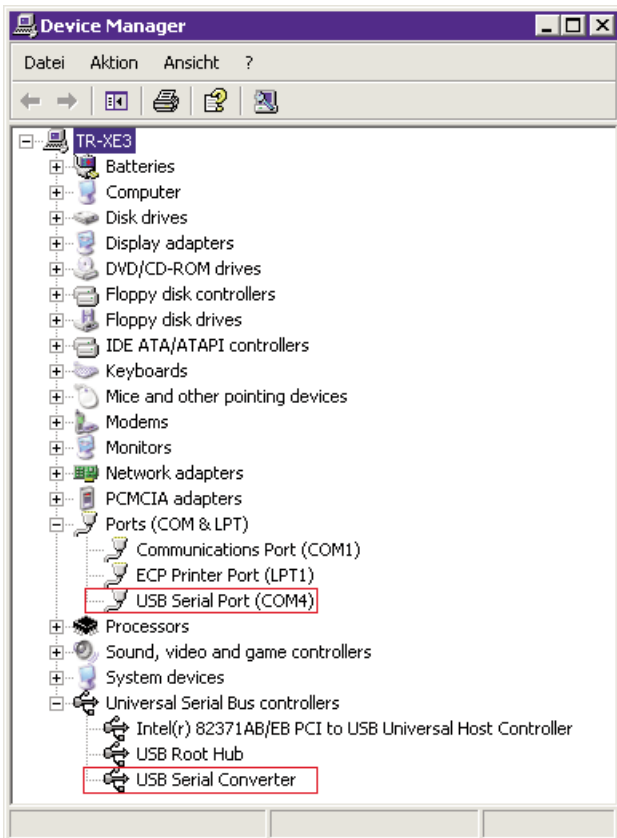 Device Manager
Datei Aktion Ansicht ?
TR-XE3
Batteries
Computer
Disk drives
Display adapters
DVD/CD-ROM drives
Floppy disk controllers
Floppy disk drives
IDE ATA/ATAPI controllers
Keyboards
Mice and other pointing devices
Modems
Monitors
Network adapters
PCMCIA adapters
Ports (COM & LPT)
Communications Port (COM1)
ECP Printer Port (LPT1)
USB Serial Port (COM4)
Processors
Sound, video and game controllers
System devices
Universal Serial Bus controllers
Intel(r) 82371AB/EB PCI to USB Universal Host Controller
USB Root Hub
USB Serial Converter